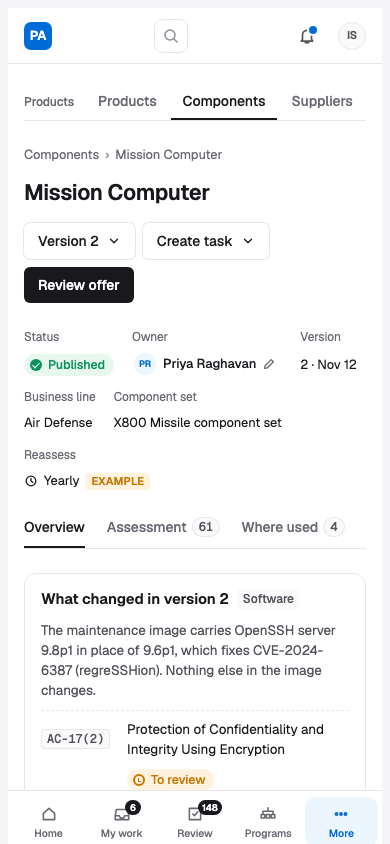 PA
IS
Products Products Components Suppliers
Components › Mission Computer
Mission Computer
Version 2 Create task
Review offer
Status Owner Version
Published PR Priya Raghavan 2 · Nov 12
Business line Component set
Air Defense X800 Missile component set
Reassess
Yearly EXAMPLE
Overview Assessment 61 Where used 4
What changed in version 2 Software
The maintenance image carries OpenSSH server
9.8p1 in place of 9.6p1, which fixes CVE-2024-
6387 (regreSSHion). Nothing else in the image
changes.
AC-17(2) Protection of Confidentiality and
Integrity Using Encryption
To review
6 148
Home My work Review Programs More